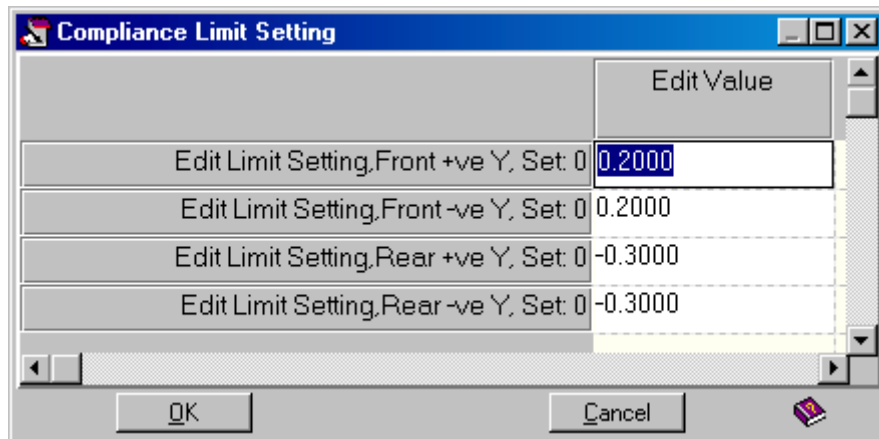 Compliance Limit Setting
Edit Value
Edit Limit Setting,Front +ve Y, Set: 0 0.2000
Edit Limit Setting,Front -ve Y, Set: 0 0.2000
Edit Limit Setting,Rear +ve Y, Set: 0 -0.3000
Edit Limit Setting,Rear -ve Y, Set: 0 -0.3000
OK Cancel